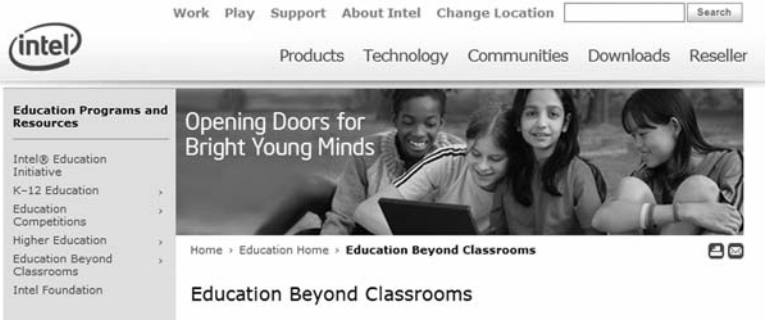 Work Play Support About Intel Change Location Search
intel
Products Technology Communities Downloads Reseller
Education Programs and
Resources
Intel® Education
Initiative
K–12 Education ›
Education ›
Competitions
Higher Education ›
Education Beyond ›
Classrooms
Intel Foundation
Opening Doors for
Bright Young Minds
Home › Education Home › Education Beyond Classrooms
Education Beyond Classrooms